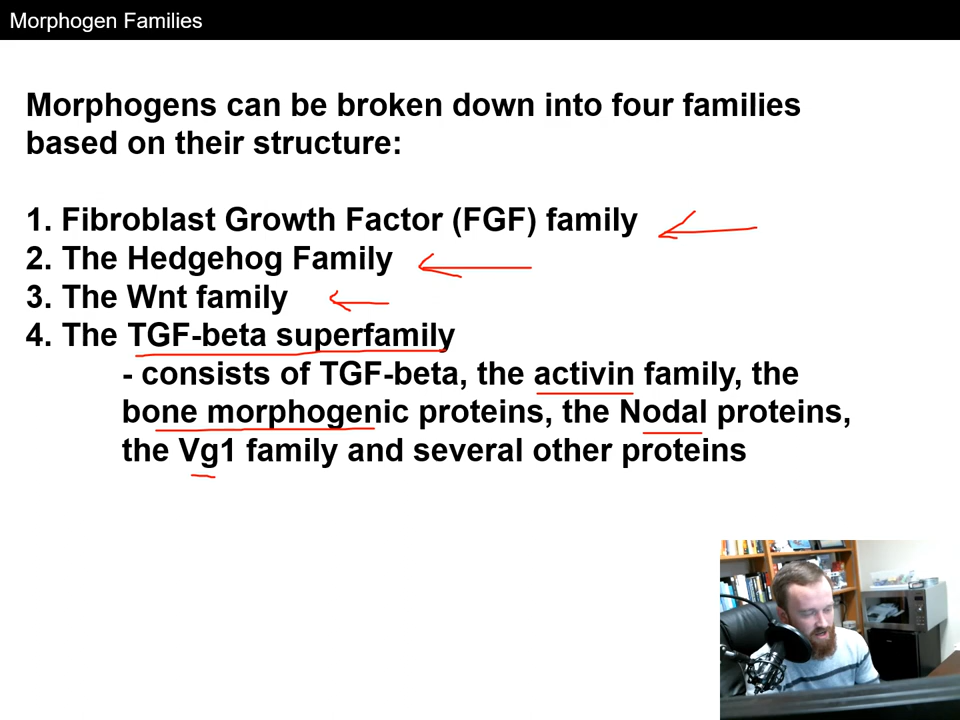 Morphogen Families
Morphogens can be broken down into four families
based on their structure:
1. Fibroblast Growth Factor (FGF) family
2. The Hedgehog Family
3. The Wnt family
4. The TGF-beta superfamily
- consists of TGF-beta, the activin family, the
bone morphogenic proteins, the Nodal proteins,
the Vg1 family and several other proteins